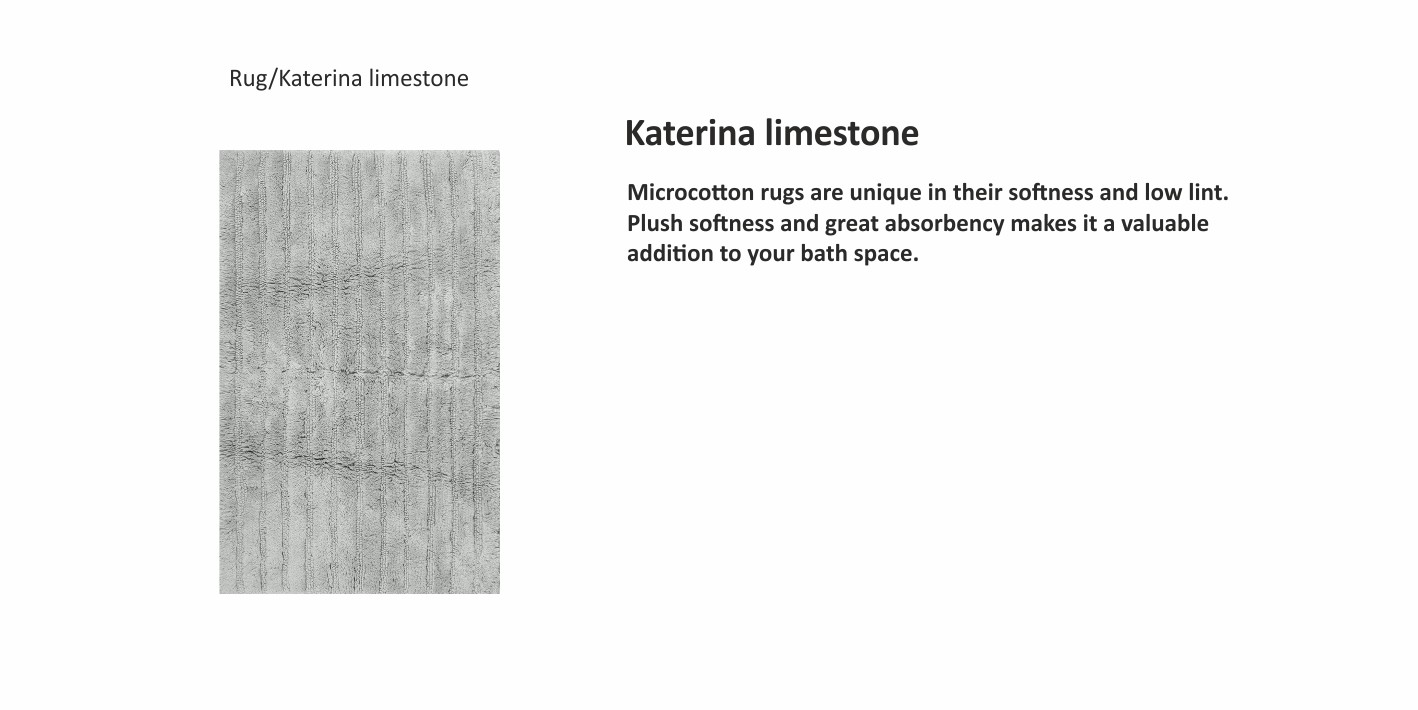 Rug/Katerina limestone
Katerina limestone
Microcotton rugs are unique in their softness and low lint.
Plush softness and great absorbency makes it a valuable
addition to your bath space.